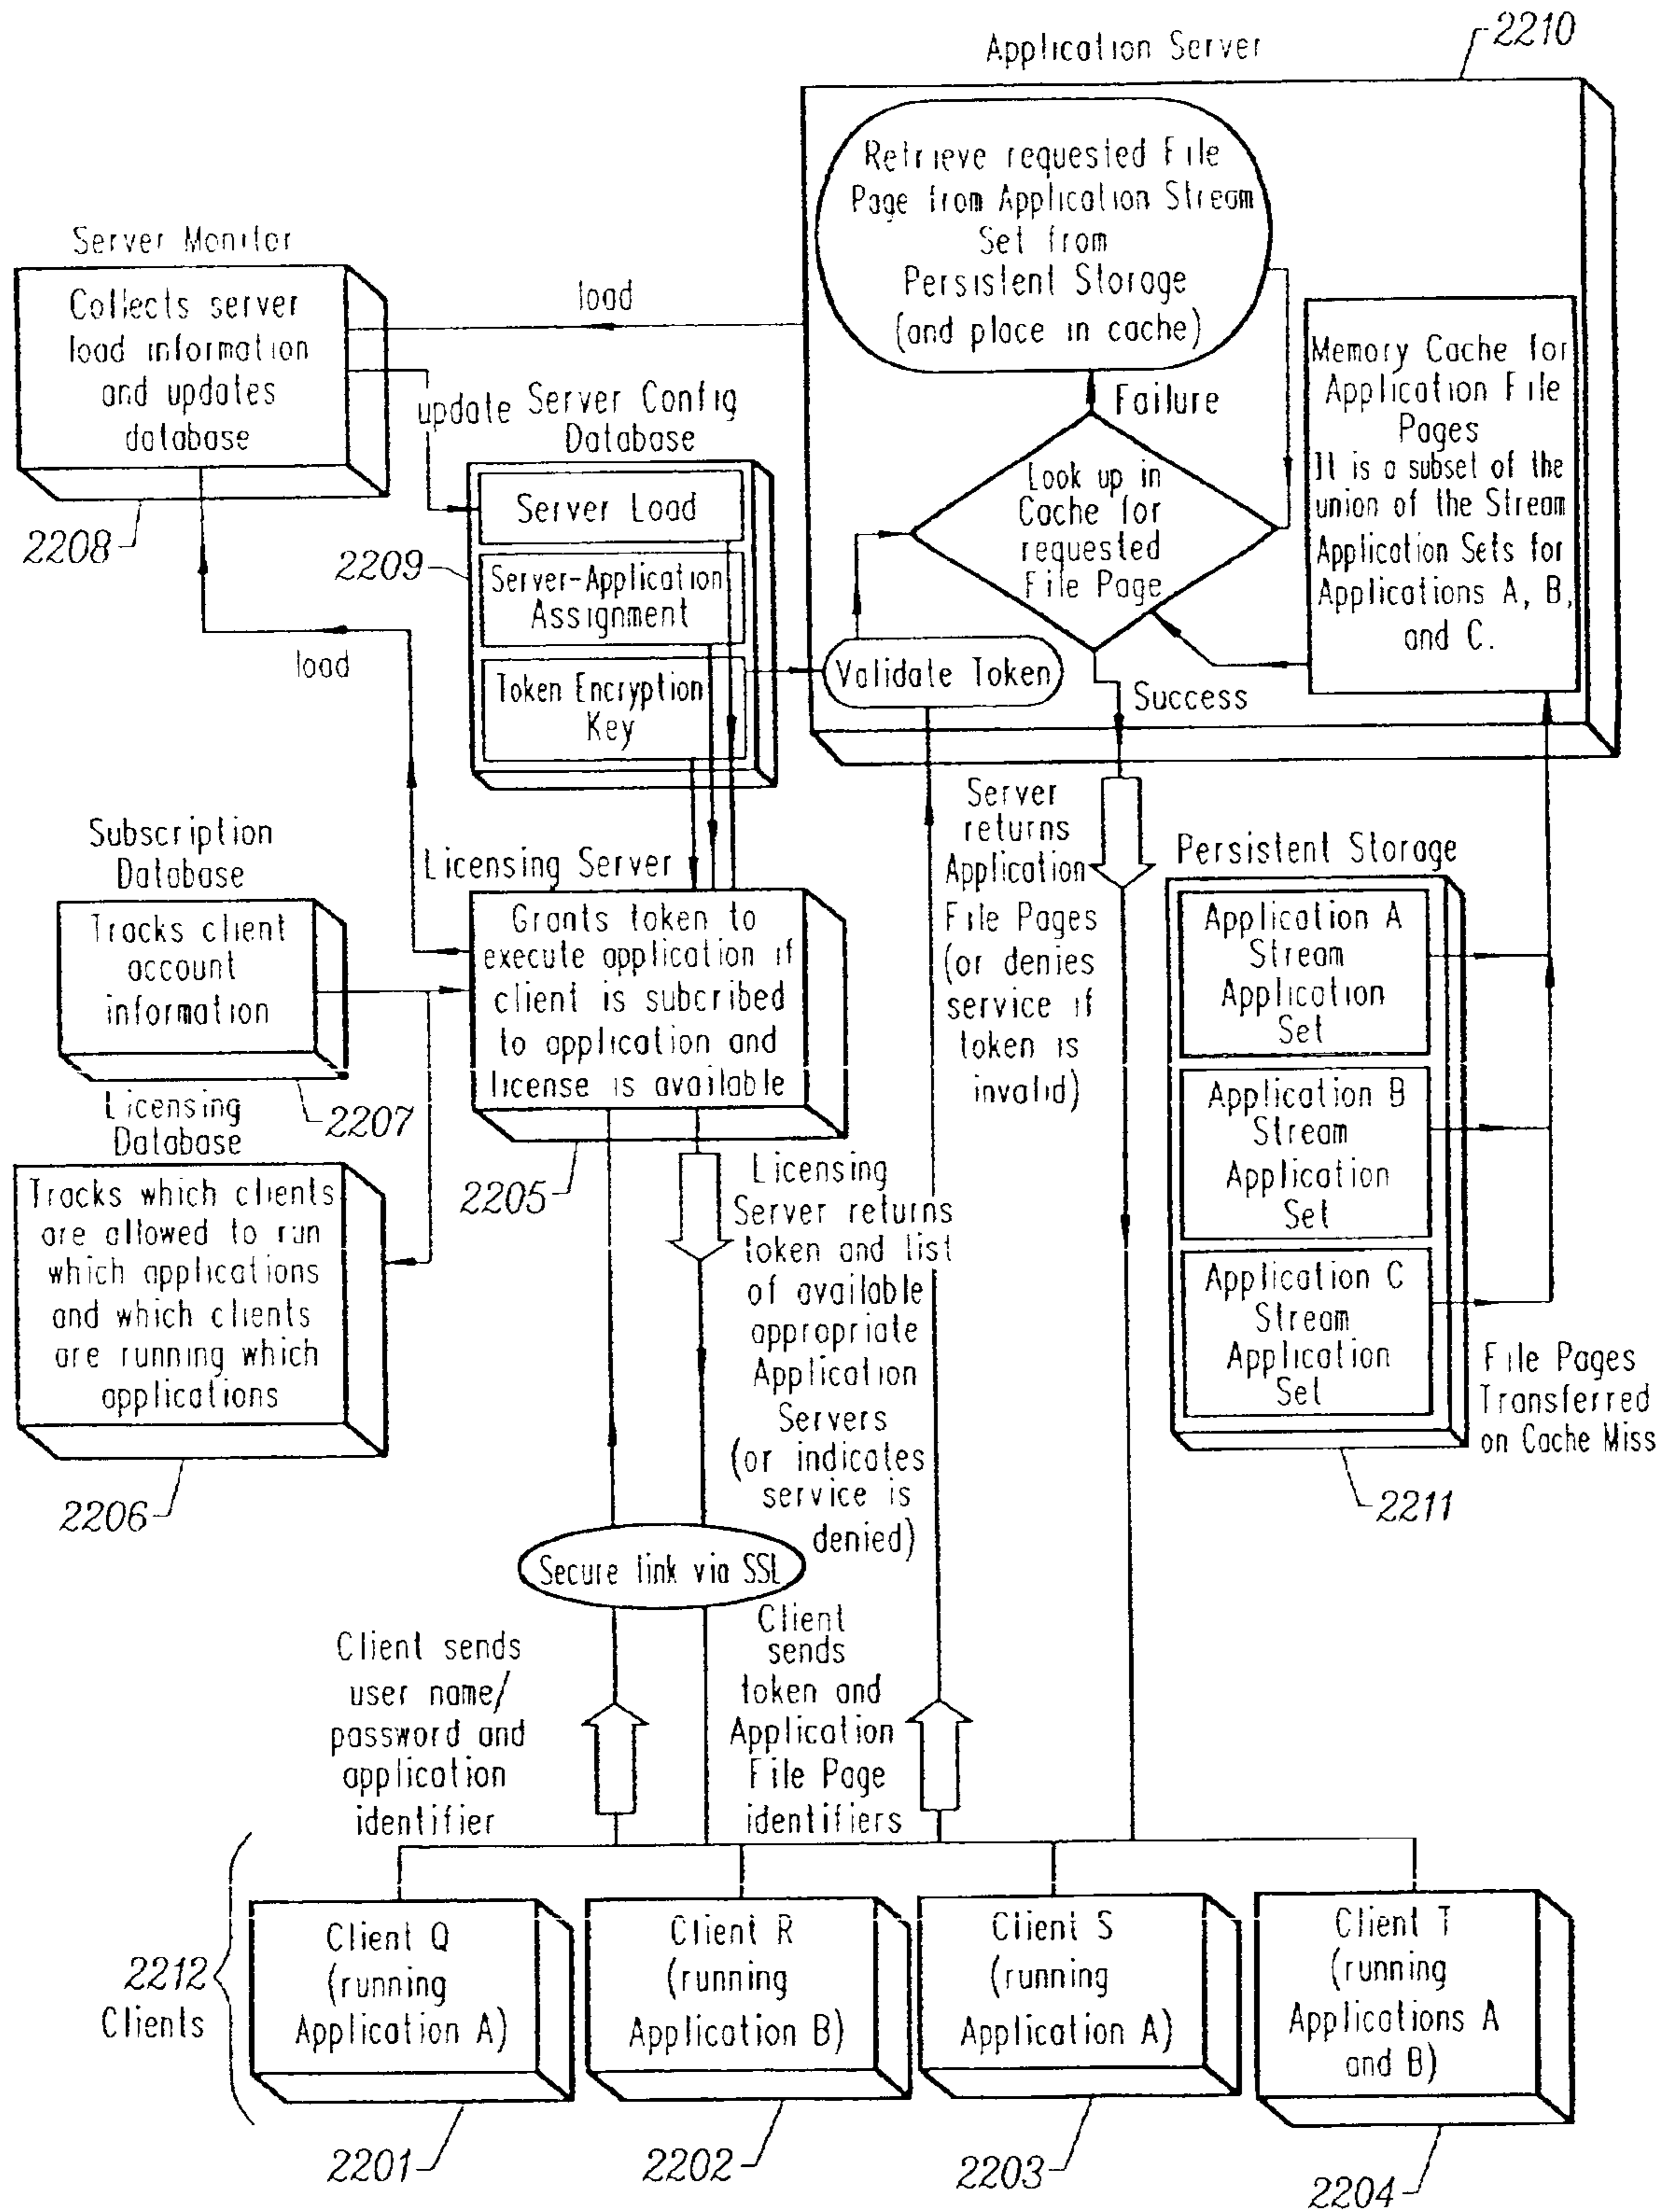 Application Server
2210
Retrieve requested File
Page from Application Stream
Set from
Persistent Storage
(and place in cache)
Server Monitor
Collects server
load information
and updates
database
2208
load
update
Server Config
Database
Server Load
2209
Server-Application
Assignment
Token Encryption
Key
load
Failure
Look up in
Cache for
requested
File Page
Validate Token
Success
Memory Cache for
Application File
Pages
It is a subset of the
union of the Stream
Application Sets for
Applications A, B,
and C.
Subscription
Database
Tracks client
account
information
2207
Licensing Server
Grants token to
execute application if
client is subcribed
to application and
license is available
2205
Server
returns
Application
File Pages
(or denies
service if
token is
invalid)
Persistent Storage
Application A
Stream
Application
Set
Application B
Stream
Application
Set
Application C
Stream
Application
Set
2211
File Pages
Transferred
on Cache Miss
Licensing
Database
Tracks which clients
are allowed to run
which applications
and which clients
are running which
applications
2206
Licensing
Server returns
token and list
of available
appropriate
Application
Servers
(or indicates
service is
denied)
Secure link via SSL
Client sends
user name/
password and
application
identifier
Client
sends
token and
Application
File Page
identifiers
2212
Clients
Client Q
(running
Application A)
2201
Client R
(running
Application B)
2202
Client S
(running
Application A)
2203
Client T
(running
Applications A
and B)
2204